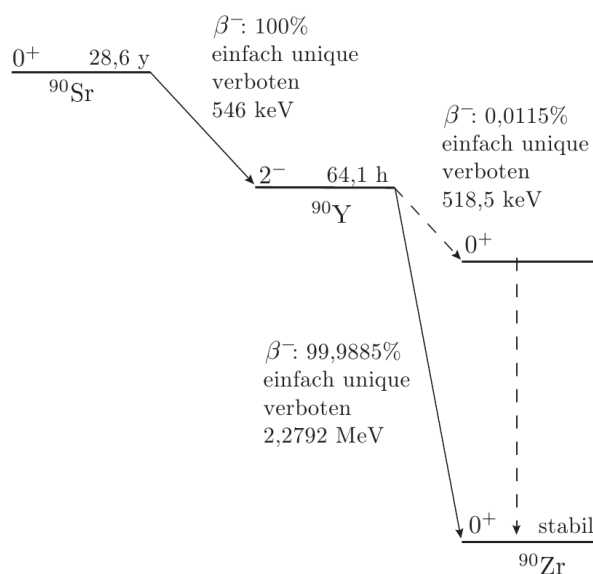 β⁻: 100%
einfach unique
verboten
546 keV
0⁺ 28,6 y
⁹⁰Sr
β⁻: 0,0115%
einfach unique
verboten
518,5 keV
2⁻ 64,1 h
⁹⁰Y
0⁺
β⁻: 99,9885%
einfach unique
verboten
2,2792 MeV
0⁺ stabil
⁹⁰Zr